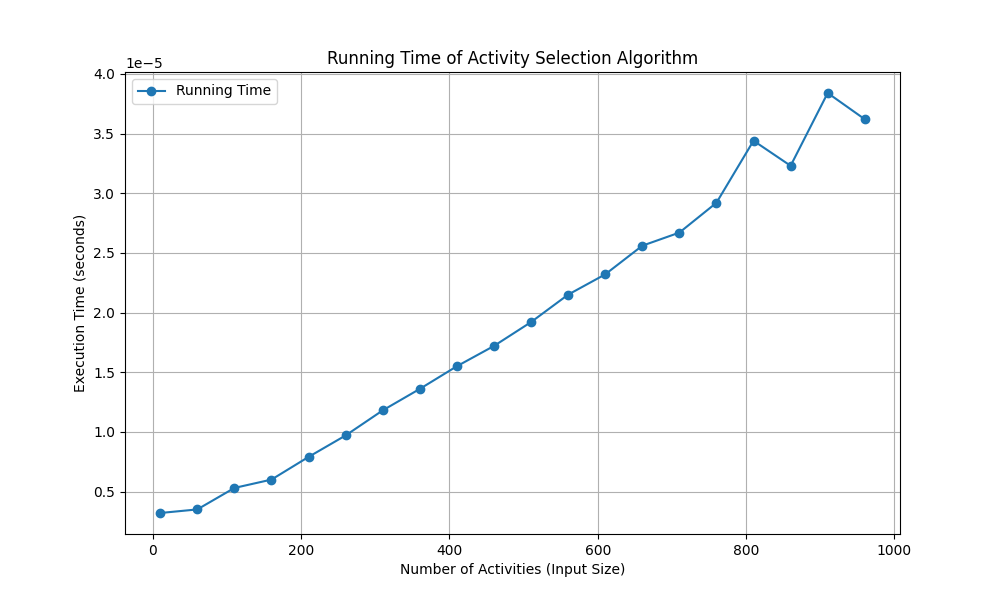 Running Time of Activity Selection Algorithm
1e−5
Running Time
4.0
3.5
3.0
2.5
2.0
1.5
1.0
0.5
Execution Time (seconds)
0 200 400 600 800 1000
Number of Activities (Input Size)